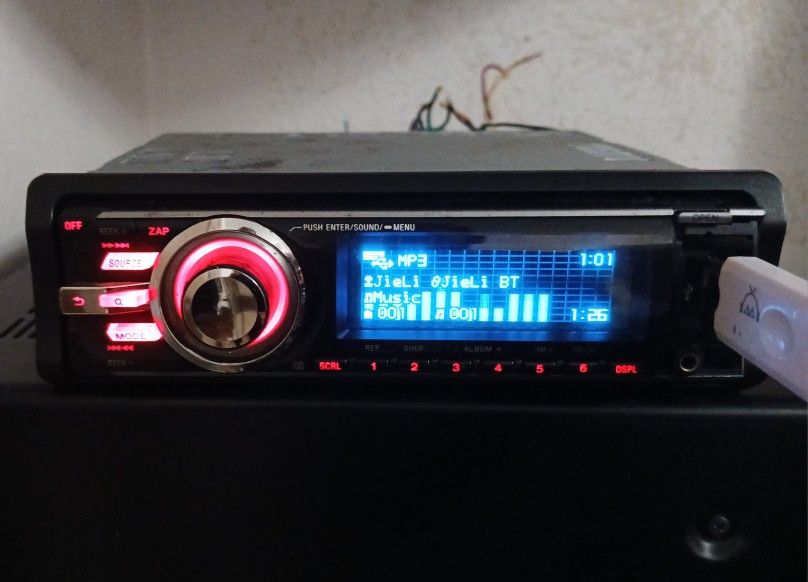 OFF
SEEK +
ZAP
PUSH ENTER/SOUND/ MENU
OPEN
SOURCE
MODE
SEEK -
MP3 1:01
JieLi JieLi BT
Music
001 001 1:26
REP SHUF ALBUM +
SCRL 1 2 3 4 5 6 DSPL